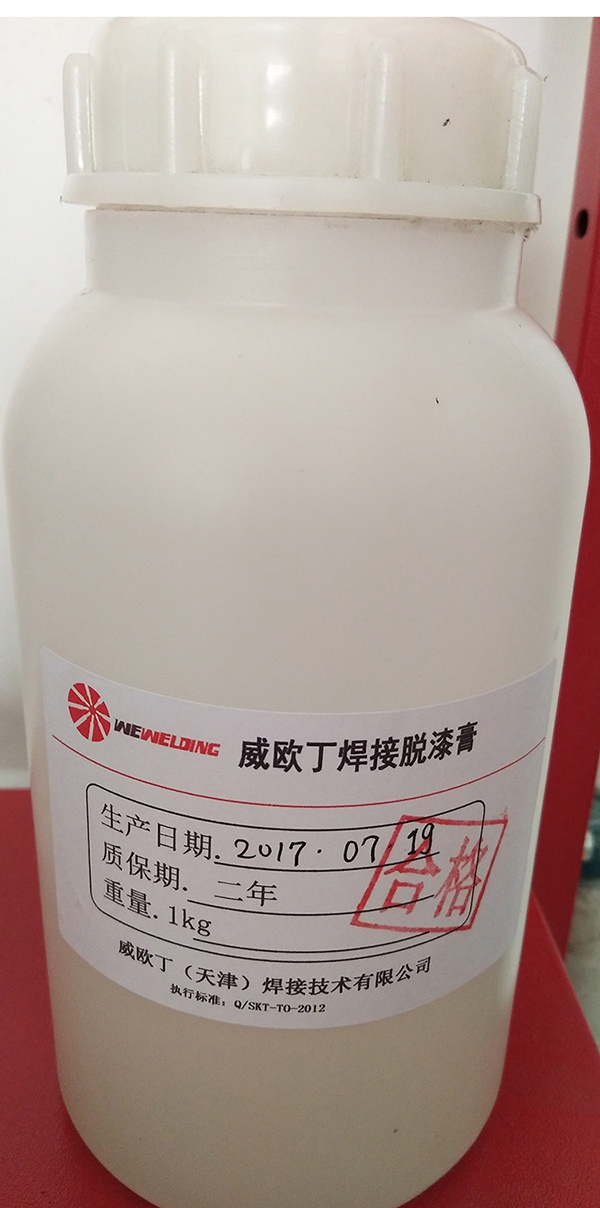 WEWELDING 威欧丁焊接脱漆膏
生产日期.2017.07.19
质保期.二年
重量.1kg
合格
威欧丁（天津）焊接技术有限公司
执行标准：Q/SKT-TO-2012